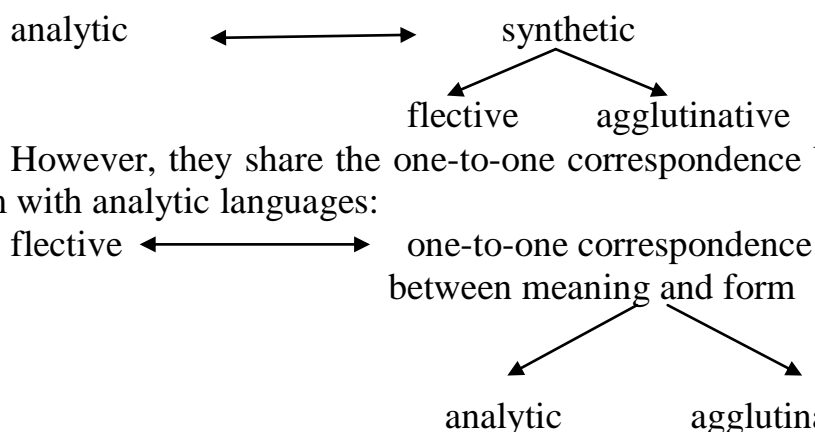 analytic synthetic
flective agglutinative
However, they share the one-to-one correspondence
with analytic languages:
flective one-to-one correspondence
between meaning and form
analytic